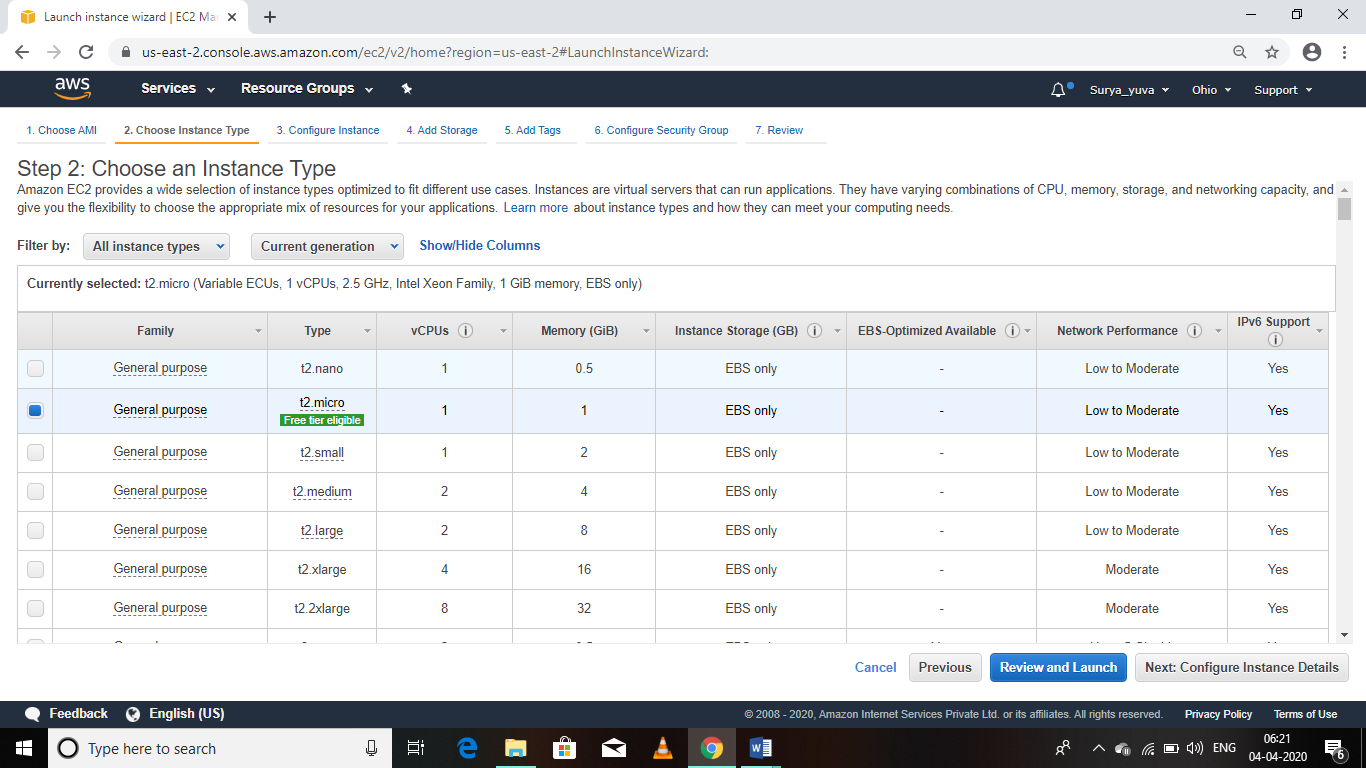 Launch instance wizard | EC2 Ma
us-east-2.console.aws.amazon.com/ec2/v2/home?region=us-east-2#LaunchInstanceWizard:
aws Services Resource Groups Surya_yuva Ohio Support
1. Choose AMI 2. Choose Instance Type 3. Configure Instance 4. Add Storage 5. Add Tags 6. Configure Security Group 7. Review
Step 2: Choose an Instance Type
Amazon EC2 provides a wide selection of instance types optimized to fit different use cases. Instances are virtual servers that can run applications. They have varying combinations of CPU, memory, storage, and networking capacity, and
give you the flexibility to choose the appropriate mix of resources for your applications. Learn more about instance types and how they can meet your computing needs.
Filter by: All instance types Current generation Show/Hide Columns
Currently selected: t2.micro (Variable ECUs, 1 vCPUs, 2.5 GHz, Intel Xeon Family, 1 GiB memory, EBS only)
Family Type vCPUs Memory (GiB) Instance Storage (GB) EBS-Optimized Available Network Performance IPv6 Support
General purpose t2.nano 1 0.5 EBS only - Low to Moderate Yes
General purpose t2.micro 1 1 EBS only - Low to Moderate Yes
Free tier eligible
General purpose t2.small 1 2 EBS only - Low to Moderate Yes
General purpose t2.medium 2 4 EBS only - Low to Moderate Yes
General purpose t2.large 2 8 EBS only - Low to Moderate Yes
General purpose t2.xlarge 4 16 EBS only - Moderate Yes
General purpose t2.2xlarge 8 32 EBS only - Moderate Yes
Cancel Previous Review and Launch Next: Configure Instance Details
Feedback English (US) © 2008 - 2020, Amazon Internet Services Private Ltd. or its affiliates. All rights reserved. Privacy Policy Terms of Use
Type here to search ENG 06:21
04-04-2020 6